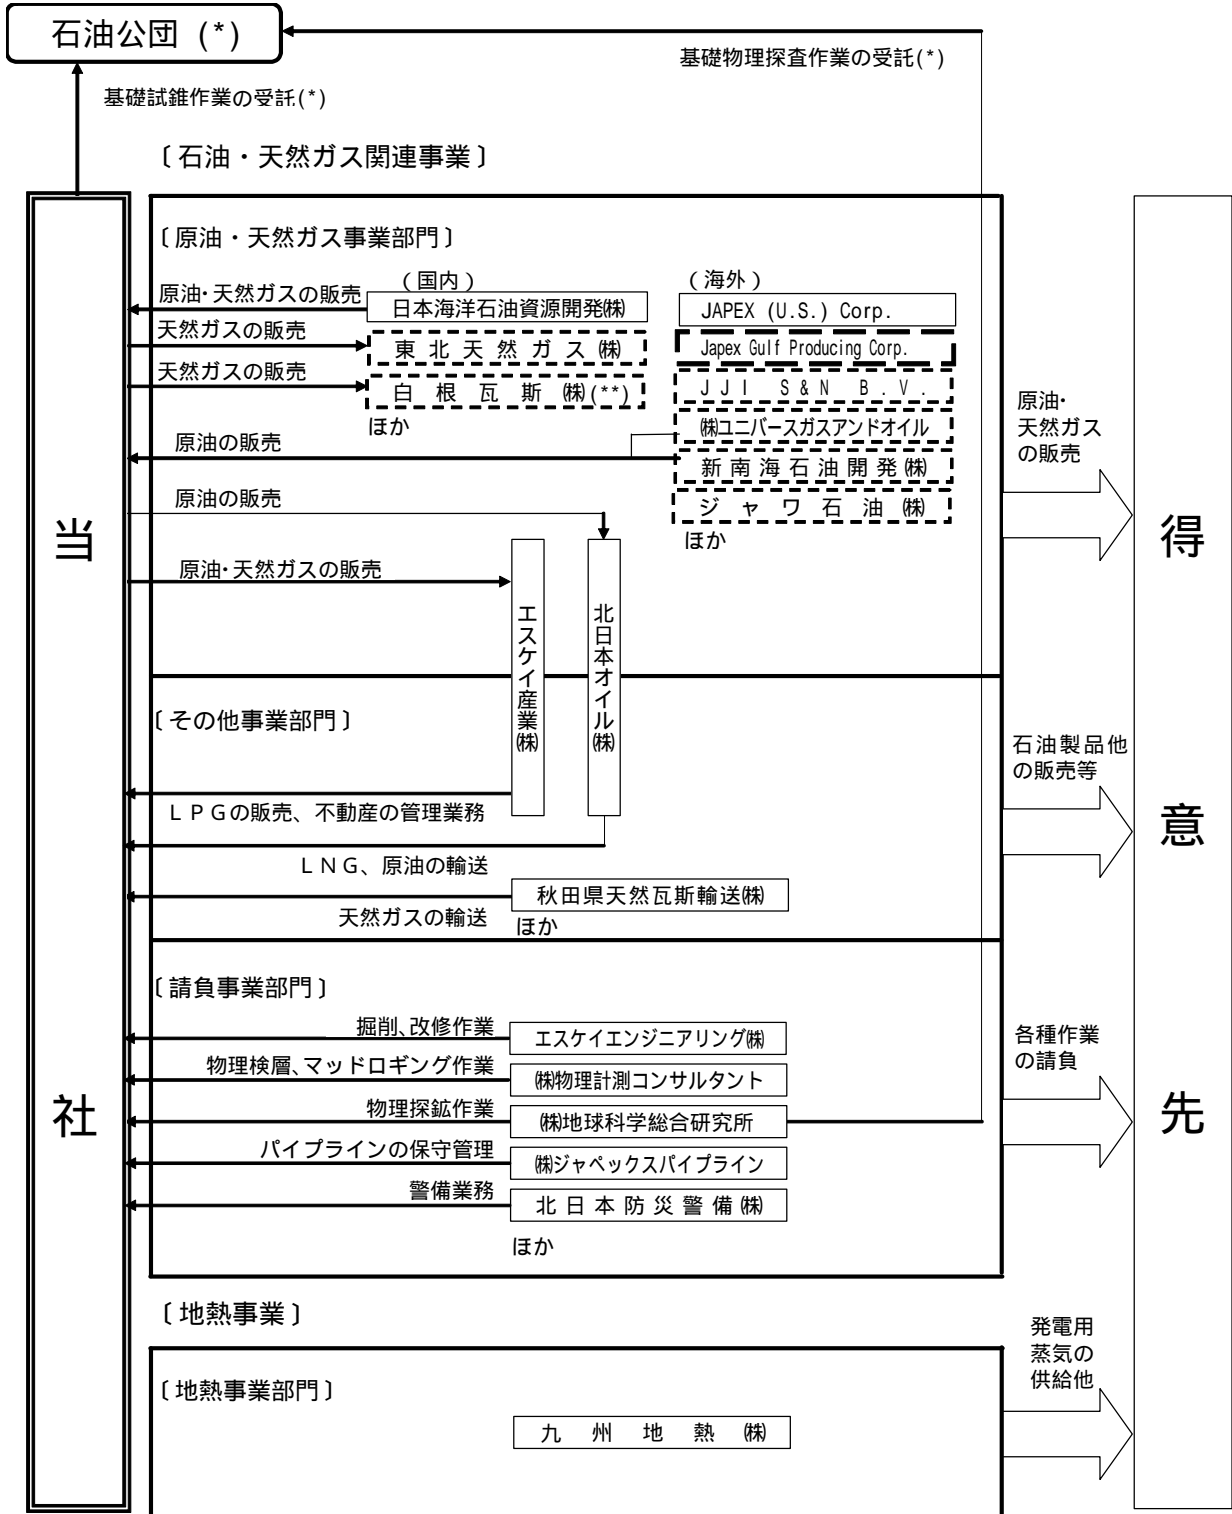 石油公団 (*)
基礎物理探査作業の受託(*)
基礎試錐作業の受託(*)
〔石油・天然ガス関連事業〕
〔原油・天然ガス事業部門〕
(国内)
(海外)
原油・天然ガスの販売
日本海洋石油資源開発㈱
JAPEX (U.S.) Corp.
天然ガスの販売
東北天然ガス㈱
Japex Gulf Producing Corp.
天然ガスの販売
白根瓦斯㈱(**)
JJI S&N B.V.
ほか
㈱ユニバースガスアンドオイル
原油の販売
新南海石油開発㈱
原油の販売
ジャワ石油㈱
ほか
原油・
天然ガス
の販売
当社
得意先
原油・天然ガスの販売
エスケイ産業㈱
北日本オイル㈱
〔その他事業部門〕
石油製品他
の販売等
LPGの販売、不動産の管理業務
LNG、原油の輸送
秋田県天然瓦斯輸送㈱
天然ガスの輸送
ほか
〔請負事業部門〕
掘削、改修作業
エスケイエンジニアリング㈱
物理検層、マッドロギング作業
㈱物理計測コンサルタント
物理探鉱作業
㈱地球科学総合研究所
パイプラインの保守管理
㈱ジャペックスパイプライン
警備業務
北日本防災警備㈱
ほか
各種作業
の請負
〔地熱事業〕
〔地熱事業部門〕
九州地熱㈱
発電用
蒸気の
供給他